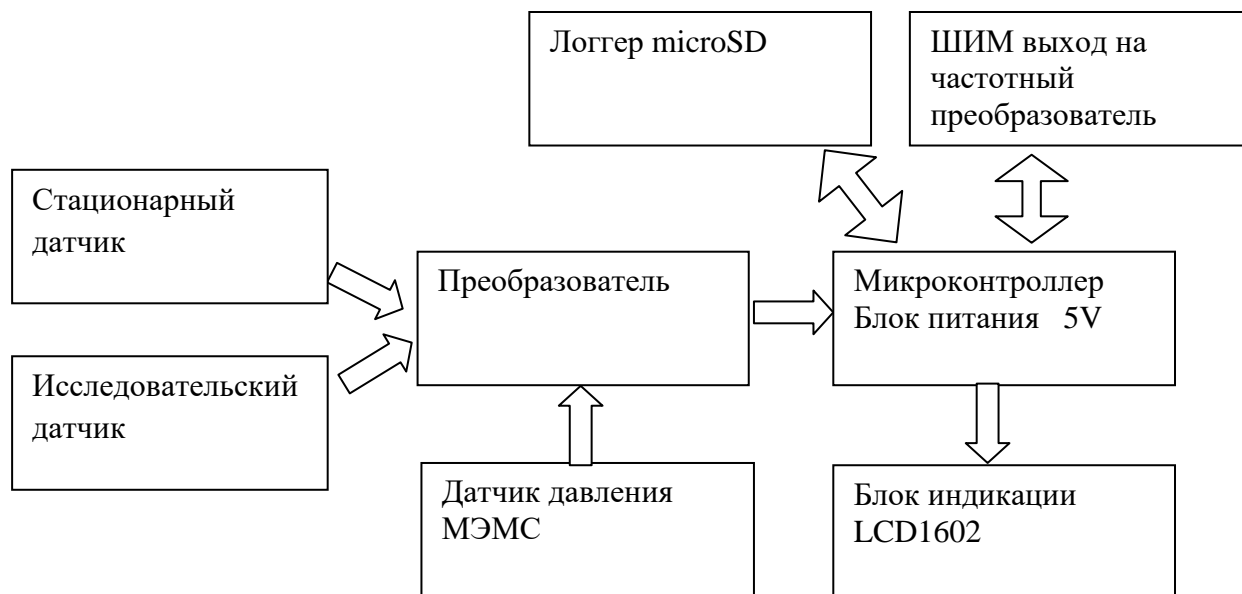 Логгер microSD
ШИМ выход на
частотный
преобразователь
Стационарный
датчик
Преобразователь
Микроконтроллер
Блок питания 5V
Исследовательский
датчик
Датчик давления
МЭМС
Блок индикации
LCD1602